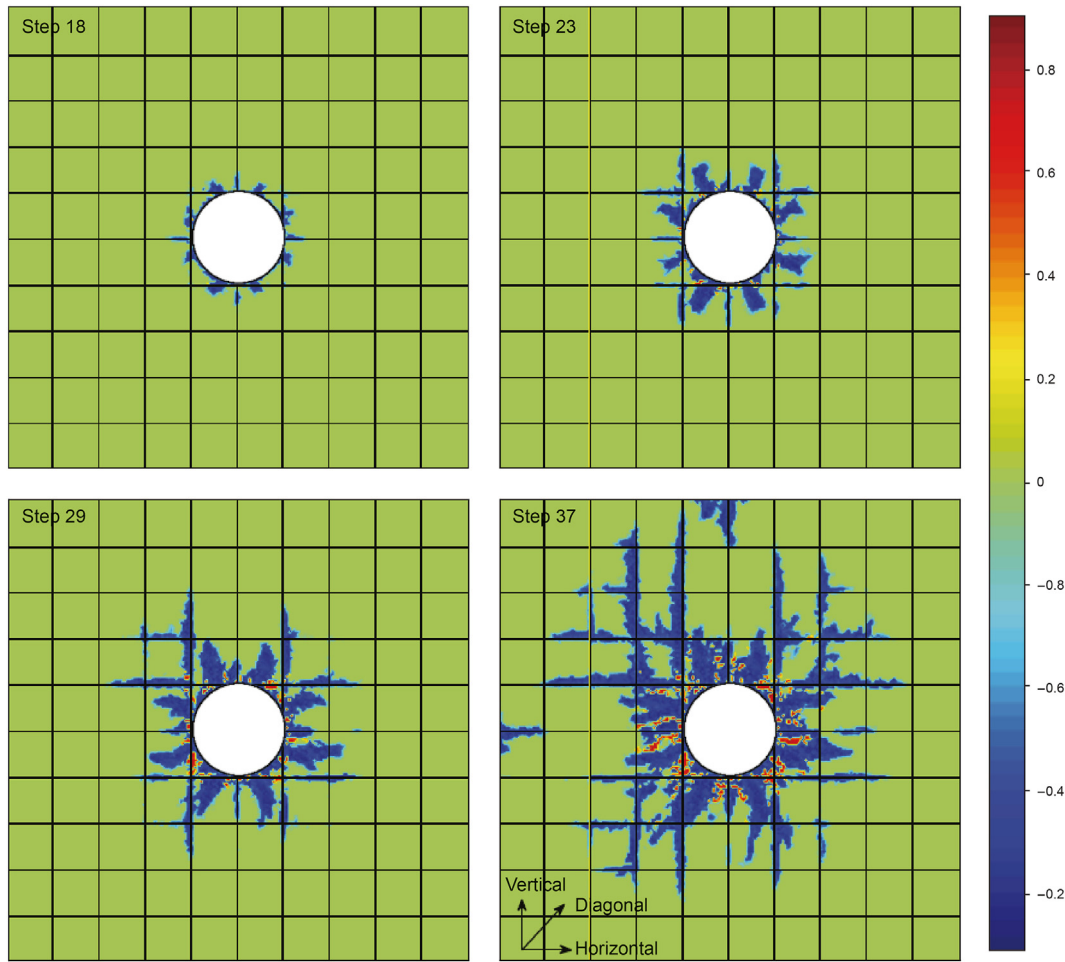 Step 18
Step 23
0.8
0.6
0.4
0.2
0
−0.8
−0.6
−0.4
−0.2
Step 29
Step 37
Vertical
Diagonal
Horizontal